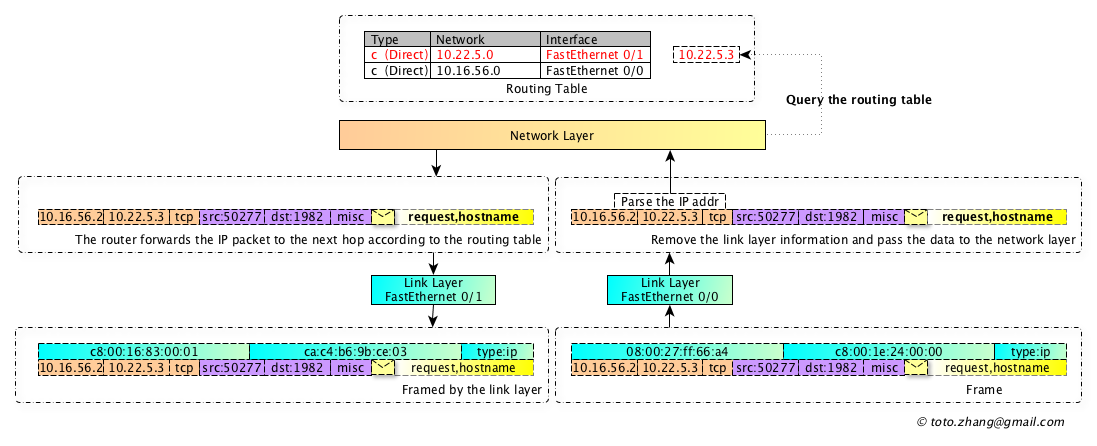 Type Network Interface
c (Direct) 10.22.5.0 FastEthernet 0/1
c (Direct) 10.16.56.0 FastEthernet 0/0
10.22.5.3
Routing Table
Query the routing table
Network Layer
10.16.56.2 10.22.5.3 tcp src:50277 dst:1982 misc request,hostname
The router forwards the IP packet to the next hop according to the routing table
Parse the IP addr
10.16.56.2 10.22.5.3 tcp src:50277 dst:1982 misc request,hostname
Remove the link layer information and pass the data to the network layer
Link Layer
FastEthernet 0/1
Link Layer
FastEthernet 0/0
c8:00:16:83:00:01 ca:c4:b6:9b:ce:03 type:ip
10.16.56.2 10.22.5.3 tcp src:50277 dst:1982 misc request,hostname
Framed by the link layer
08:00:27:ff:66:a4 c8:00:1e:24:00:00 type:ip
10.16.56.2 10.22.5.3 tcp src:50277 dst:1982 misc request,hostname
Frame
© toto.zhang@gmail.com